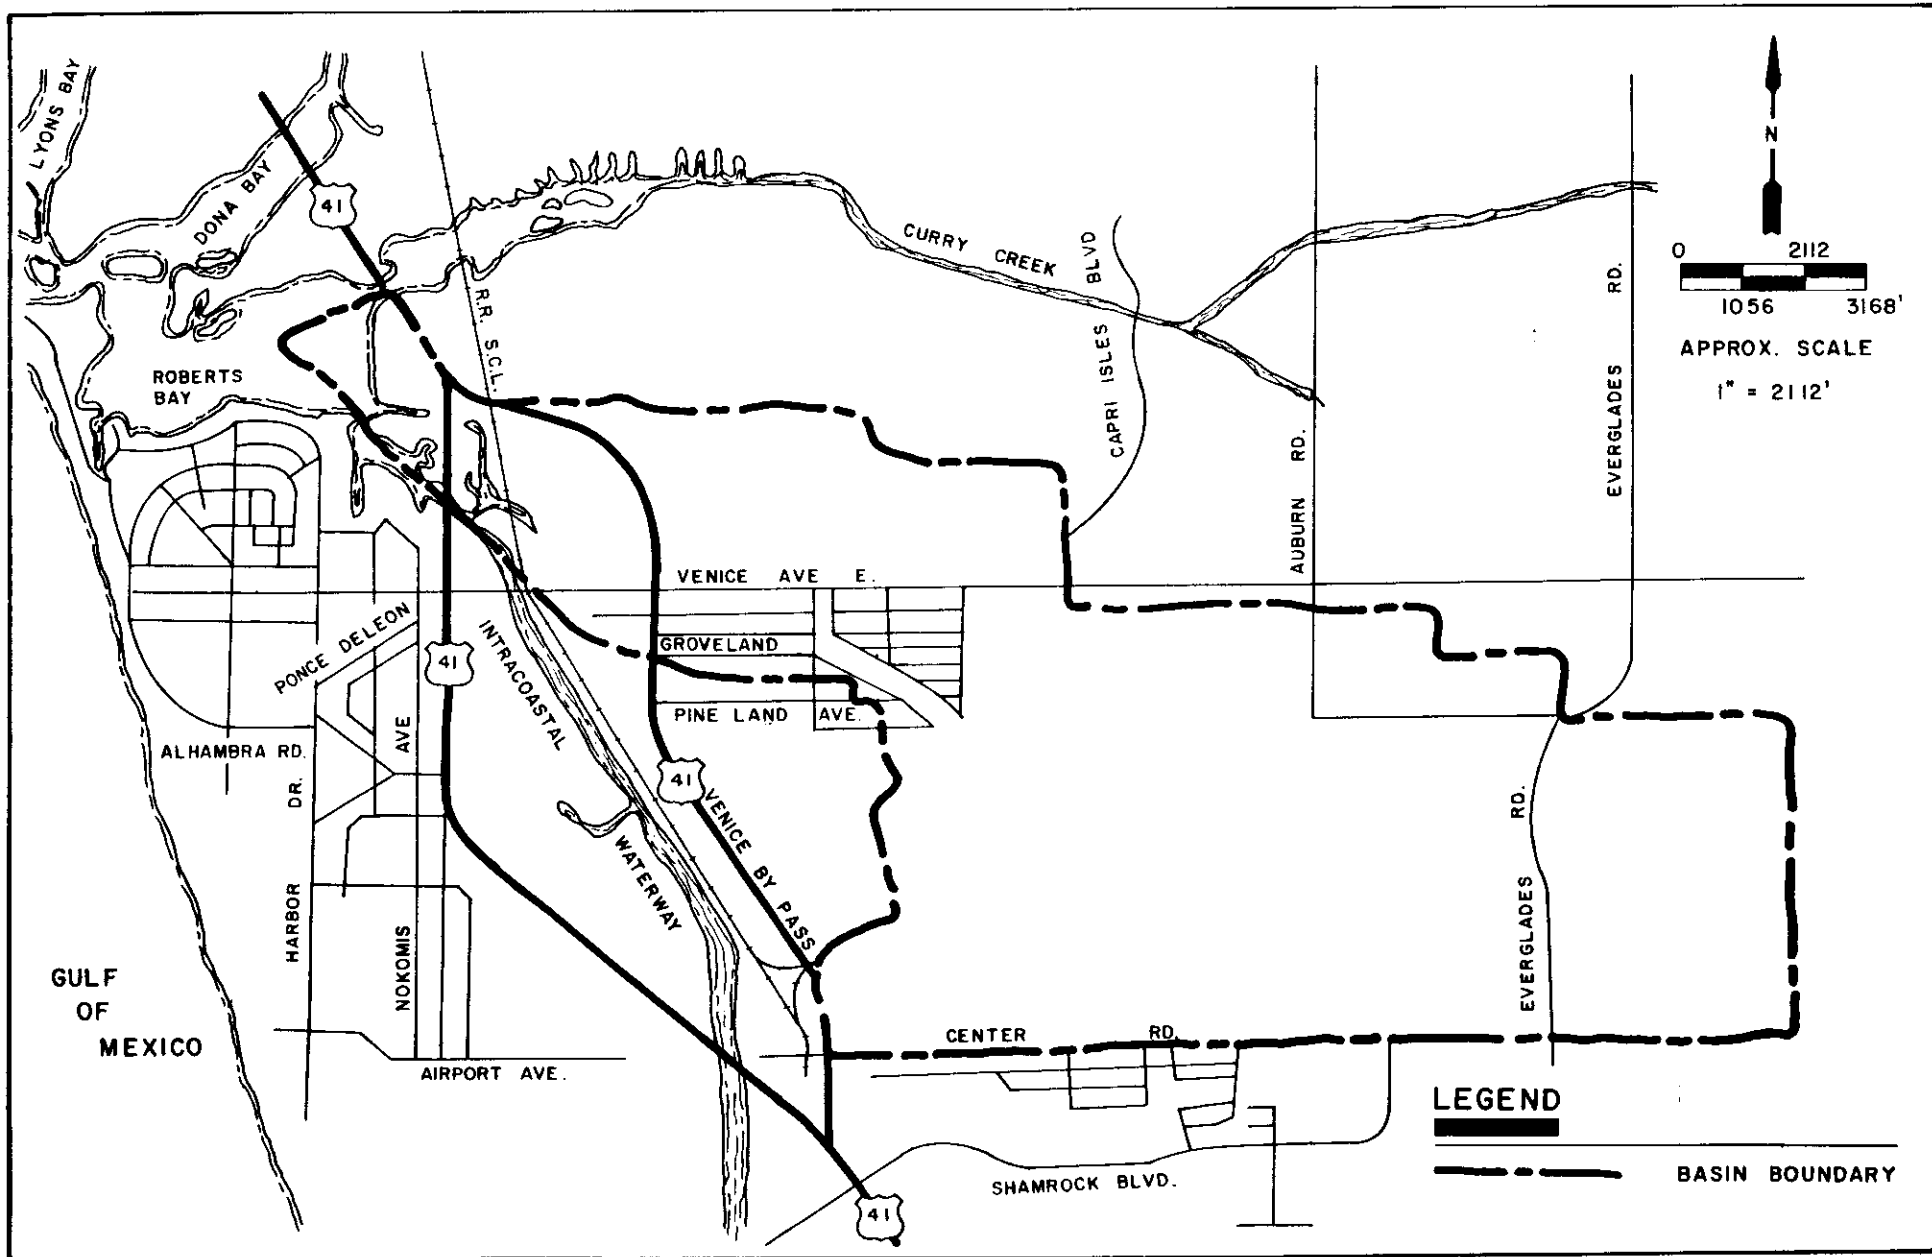 LYONS BAY
DONA BAY
41
ROBERTS
BAY
R.R. S.C.L.
CURRY CREEK
CAPRI ISLES BLVD
AUBURN RD.
EVERGLADES RD.
N
0 2112
1056 3168'
APPROX. SCALE
1" = 2112'
VENICE AVE E.
GROVELAND
PINE LAND AVE.
PONCE DELEON
41
INTRACOASTAL
WATERWAY
ALHAMBRA RD.
HARBOR DR.
NOKOMIS AVE
41
VENICE BY PASS
EVERGLADES RD.
GULF
OF
MEXICO
CENTER RD.
AIRPORT AVE.
SHAMROCK BLVD.
41
LEGEND
BASIN BOUNDARY